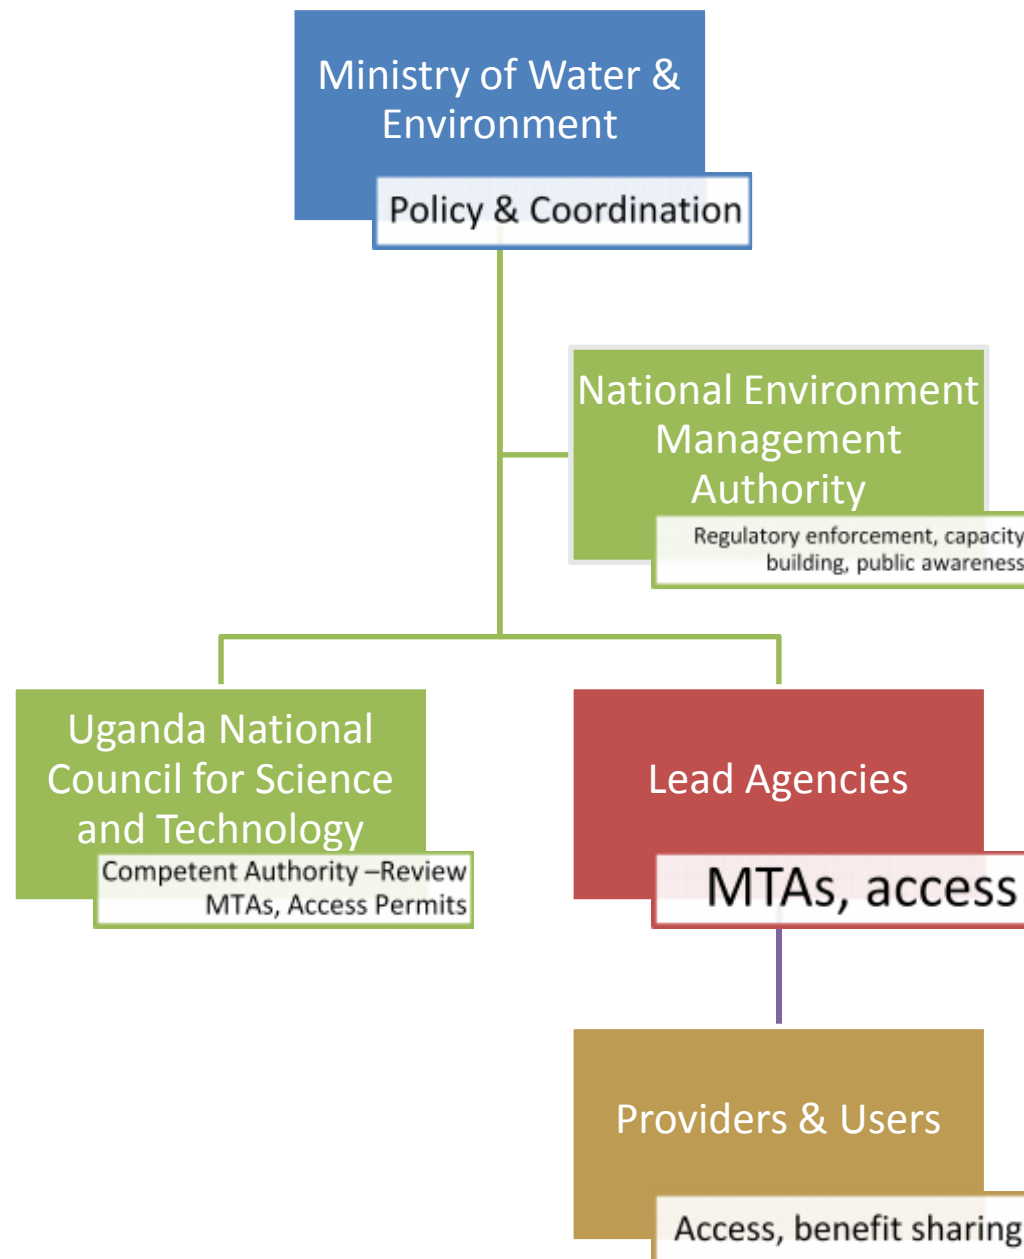 Ministry of Water &
Environment
Policy & Coordination
National Environment
Management
Authority
Regulatory enforcement, capacity
building, public awareness
Uganda National
Council for Science
and Technology
Competent Authority –Review
MTAs, Access Permits
Lead Agencies
MTAs, access
Providers & Users
Access, benefit sharing